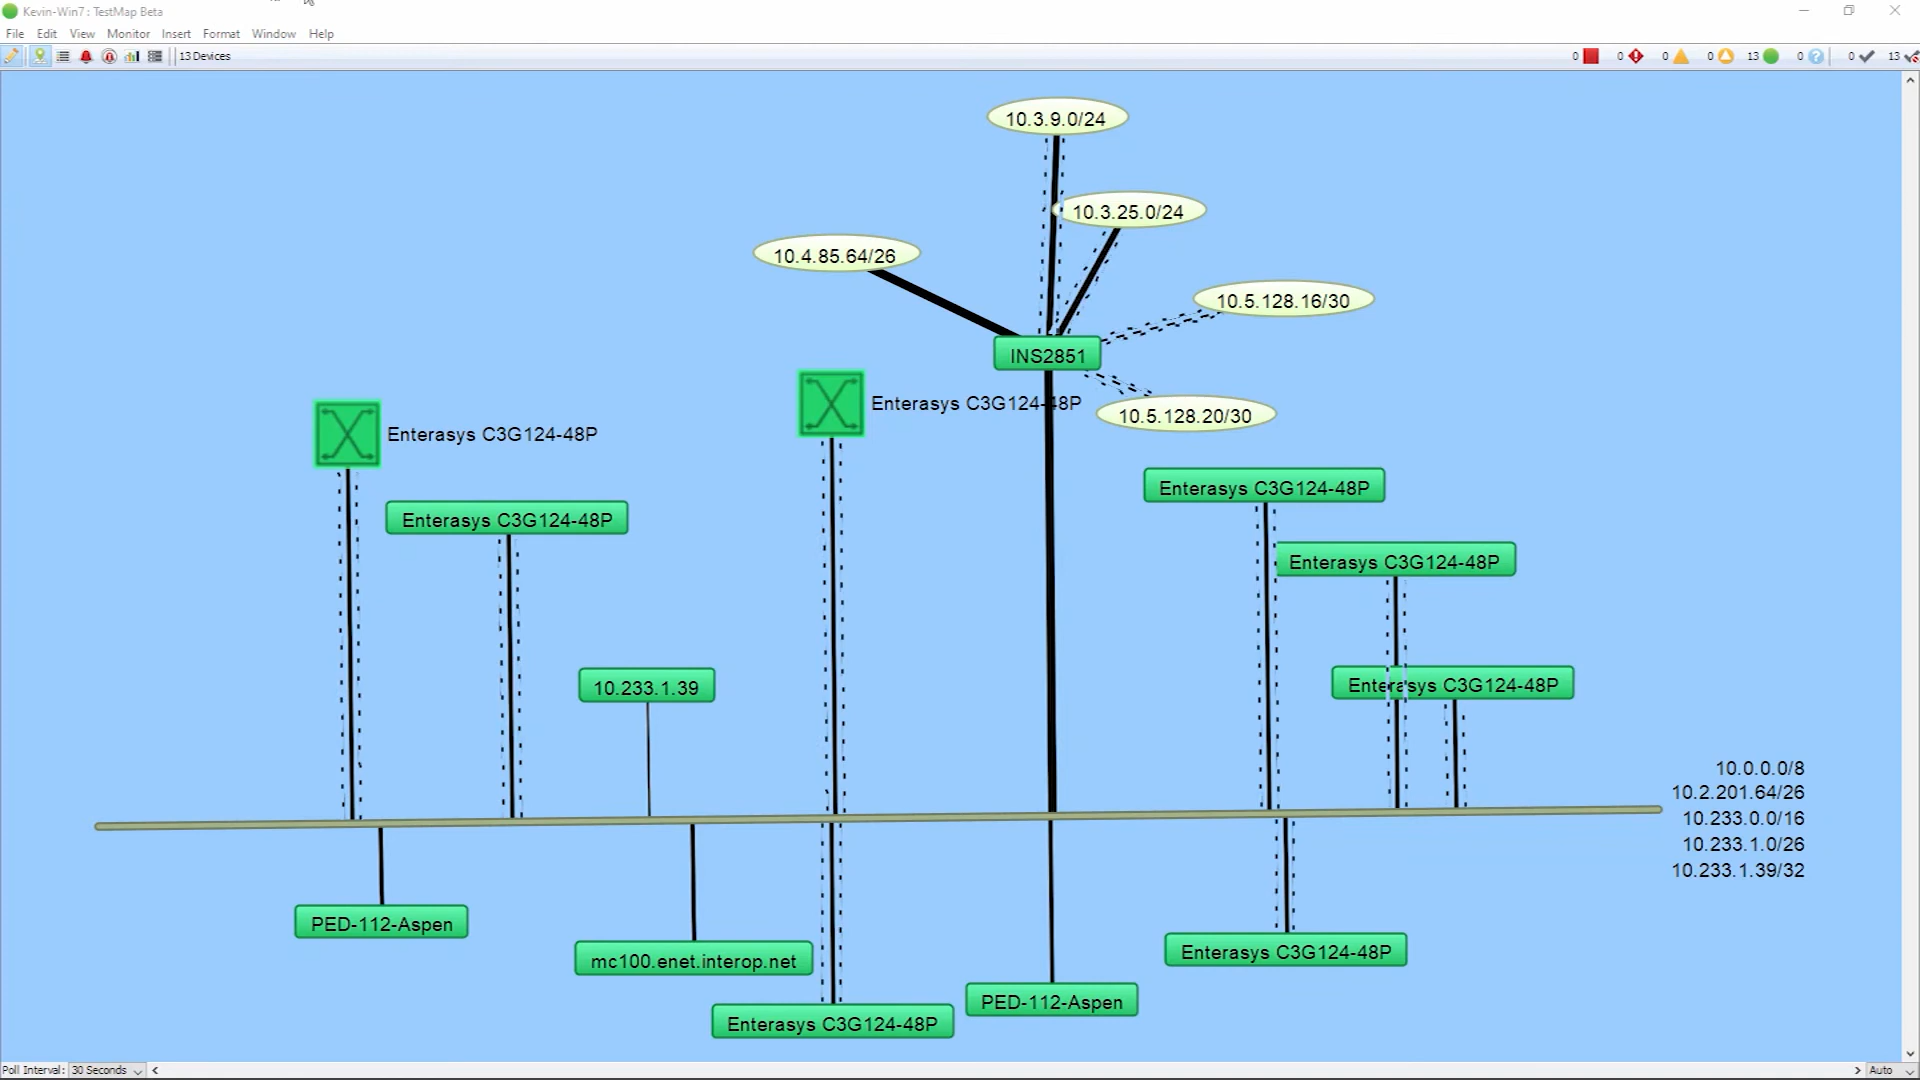 Kevin-Win7 : TestMap Beta
File Edit View Monitor Insert Format Window Help
13 Devices
0 0 0 0 13 0 ? 0 13
10.3.9.0/24
10.3.25.0/24
10.4.85.64/26
10.5.128.16/30
INS2851
Enterasys C3G124-48P
10.5.128.20/30
Enterasys C3G124-48P
Enterasys C3G124-48P
Enterasys C3G124-48P
Enterasys C3G124-48P
10.233.1.39
Enterasys C3G124-48P
10.0.0.0/8
10.2.201.64/26
10.233.0.0/16
10.233.1.0/26
10.233.1.39/32
PED-112-Aspen
mc100.enet.interop.net
Enterasys C3G124-48P
PED-112-Aspen
Enterasys C3G124-48P
Poll Interval: 30 Seconds
Auto